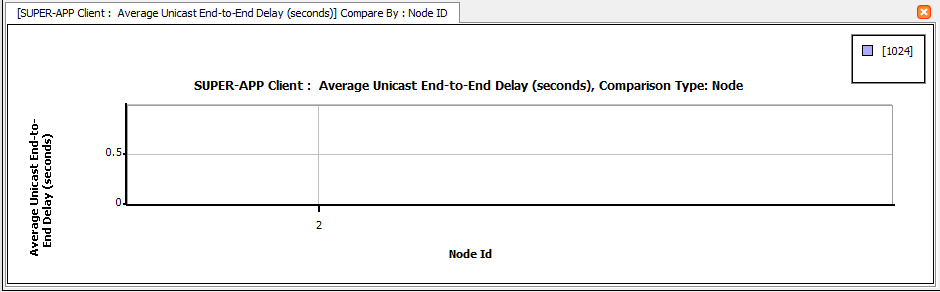 [SUPER-APP Client :  Average Unicast End-to-End Delay (seconds)] Compare By : Node ID
[1024]
SUPER-APP Client :  Average Unicast End-to-End Delay (seconds), Comparison Type: Node
Average Unicast End-to-
End Delay (seconds)
0.5
0
2
Node Id